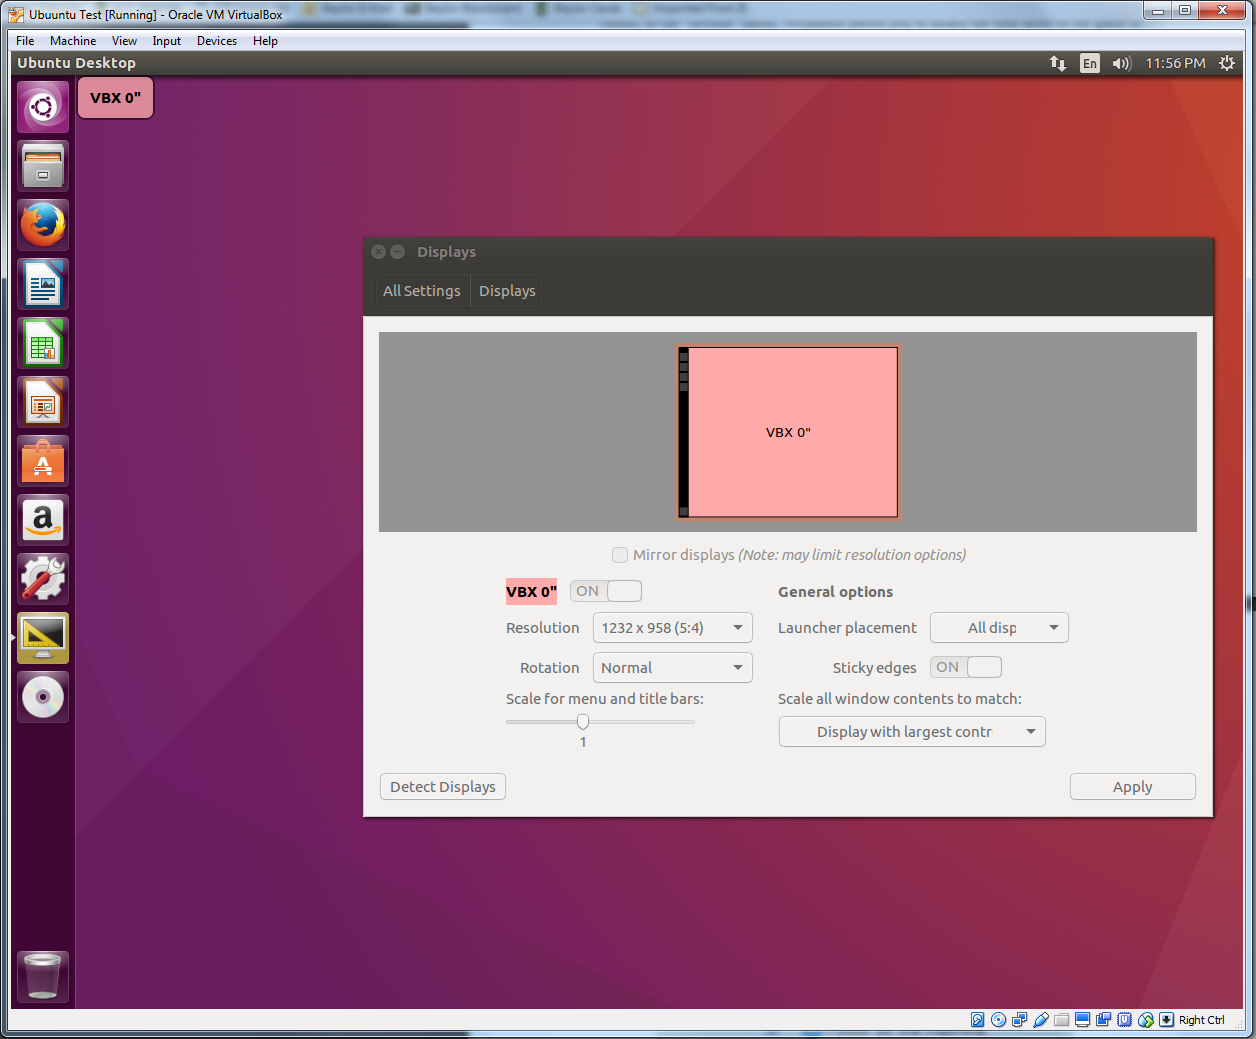 Ubuuntu Test [Running] - Oracle VM VirtualBox
File Machine View Input Devices Help
Ubuntu Desktop
En
11:56 PM
VBX 0"
Displays
All Settings
Displays
VBX 0"
Mirror displays (Note: may limit resolution options)
VBX 0"
ON
General options
Resolution
1232 x 958 (5:4)
Launcher placement
All disp
Rotation
Normal
Sticky edges
ON
Scale for menu and title bars:
Scale all window contents to match:
1
Display with largest contr
Detect Displays
Apply
Right Ctrl